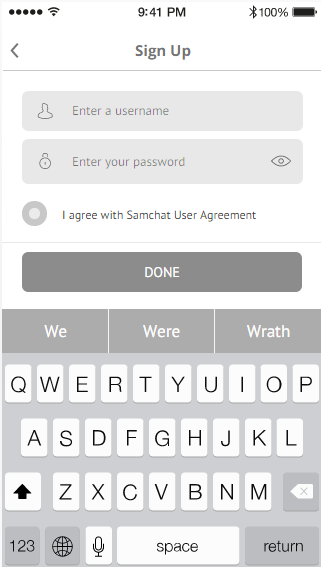 9:41 PM 100%
Sign Up
Enter a username
Enter your password
I agree with Samchat User Agreement
DONE
We Were Wrath
Q W E R T Y U I O P
A S D F G H J K L
Z X C V B N M
123 space return